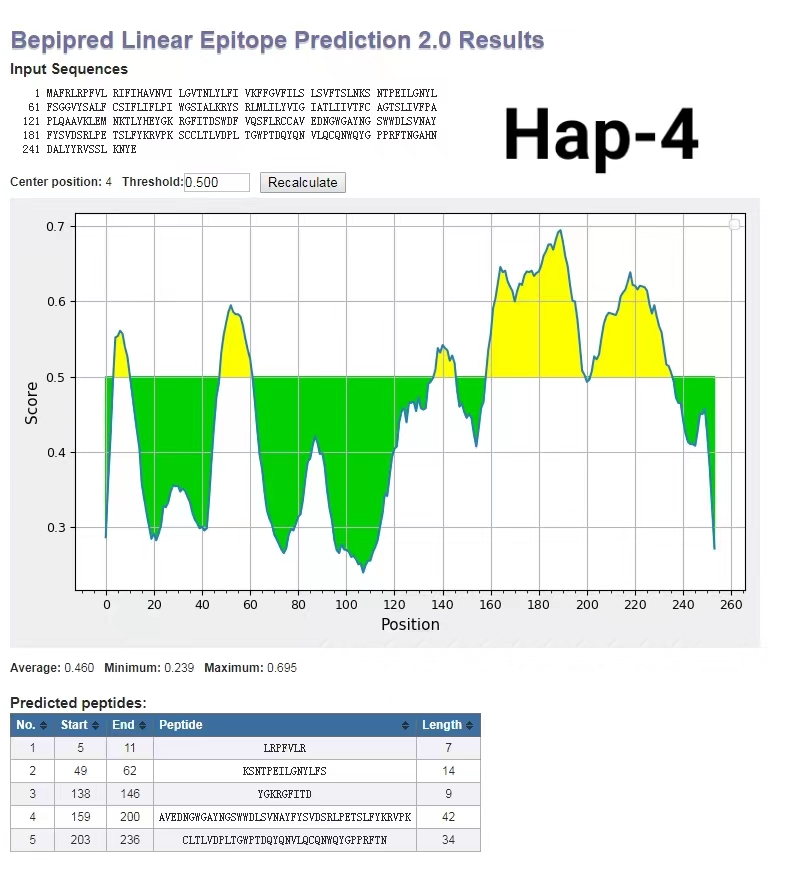 Bepipred Linear Epitope Prediction 2.0 Results
Input Sequences
1 MAFRLRPFVL RIFIHAVNVI LGVTNLYLFI VKFFGVFILS LSVFTSLNKS NTPEILGNYL
61 FSGGVYSALF CSIFLIFLPI WGSIALKRYS RLMLILYVIG IATLIIVTFC AGTSLIVFPA
121 PLQAAVKLEM NKTLYHEYGK RGFITDSWDF VQSFLRCCAV EDNGWGAYNG SWWDLSVNAY
181 FYSVDSRLPE TSLFYKRVPK SCCLTLVDPL TGWPTDQYQN VLQCQNWQYG PPRFTNGAHN
241 DALYYRVSSL KNYE
Hap-4
Center position: 4 Threshold: 0.500 Recalculate
0.7
0.6
0.5
0.4
0.3
Score
0 20 40 60 80 100 120 140 160 180 200 220 240 260
Position
Average: 0.460 Minimum: 0.239 Maximum: 0.695
Predicted peptides:
No. Start End Peptide Length
1 5 11 LRPFVLR 7
2 49 62 KSNTPEILGNYLFS 14
3 138 146 YGKRGFITD 9
4 159 200 AVEDNGWGAYNGSWWDLSVNAYFYSVDSRLPETSLFYKRVPK 42
5 203 236 CLTLVDPLTGWPTDQYQNVLQCQNWQYGPPRFTN 34